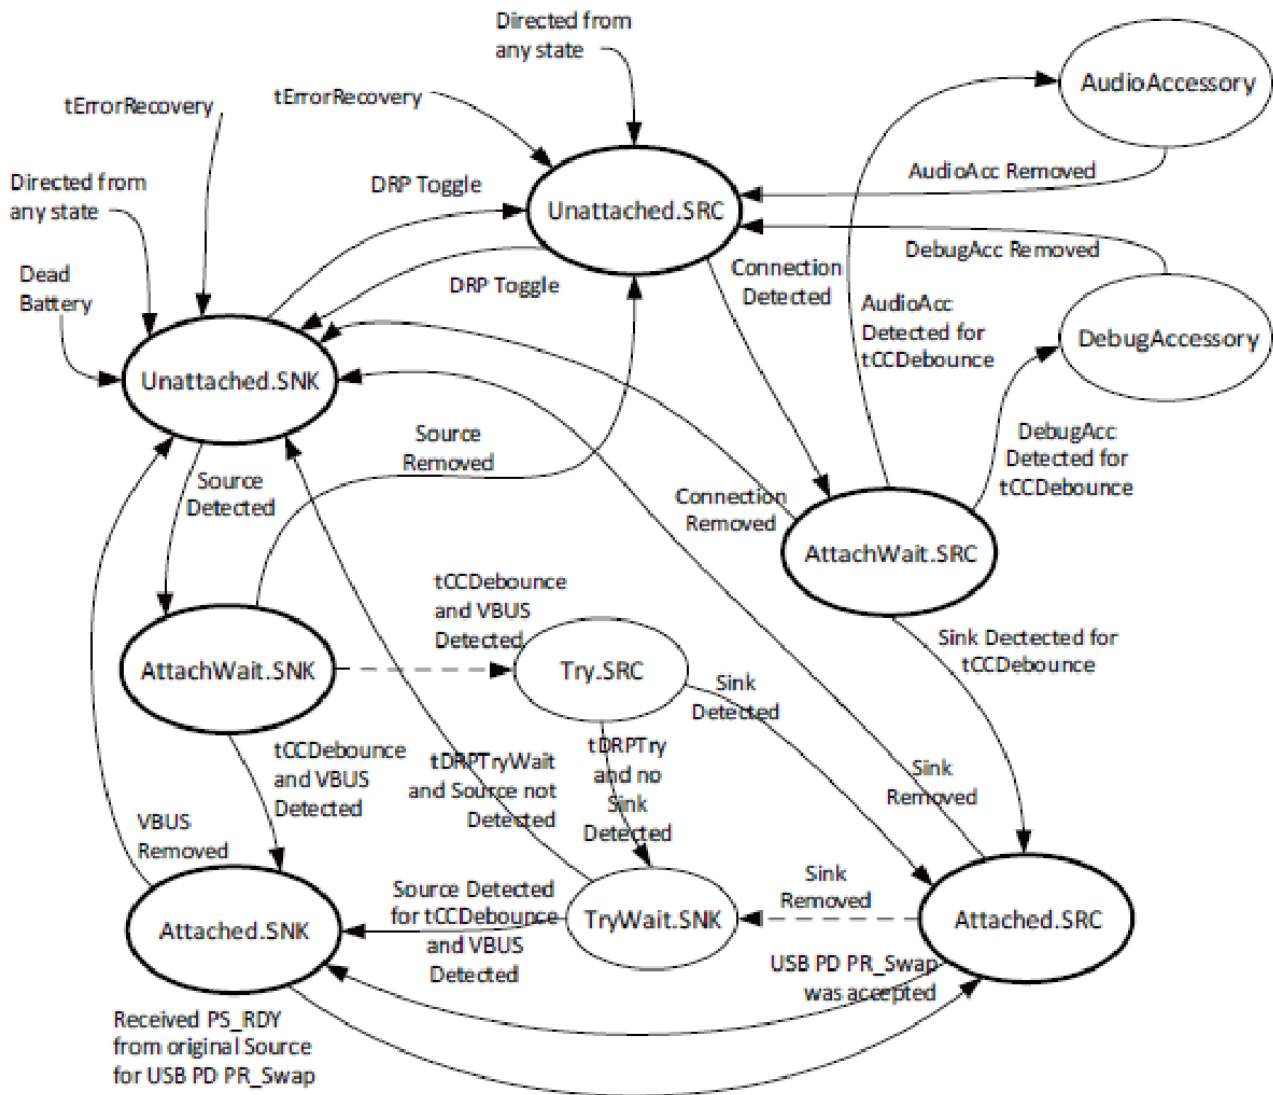 Directed from
any state
tErrorRecovery
tErrorRecovery
AudioAccessory
Directed from
any state
DRP Toggle
AudioAcc Removed
Unattached.SRC
DebugAcc Removed
Dead
Battery
DRP Toggle
Connection
Detected
AudioAcc
Detected for
tCCDebounce
DebugAccessory
Unattached.SNK
Source
Removed
DebugAcc
Detected for
tCCDebounce
Source
Detected
Connection
Removed
AttachWait.SRC
tCCDebounce
and VBUS
Detected
Sink Dectected for
tCCDebounce
AttachWait.SNK
Try.SRC
Sink
Detected
tCCDebounce
and VBUS
Detected
tDRPTryWait
and Source not
Detected
tDRPTry
and no
Sink
Detected
Sink
Removed
VBUS
Removed
Source Detected
for tCCDebounce
and VBUS
Detected
Sink
Removed
Attached.SNK
TryWait.SNK
Attached.SRC
USB PD PR_Swap
was accepted
Received PS_RDY
from original Source
for USB PD PR_Swap